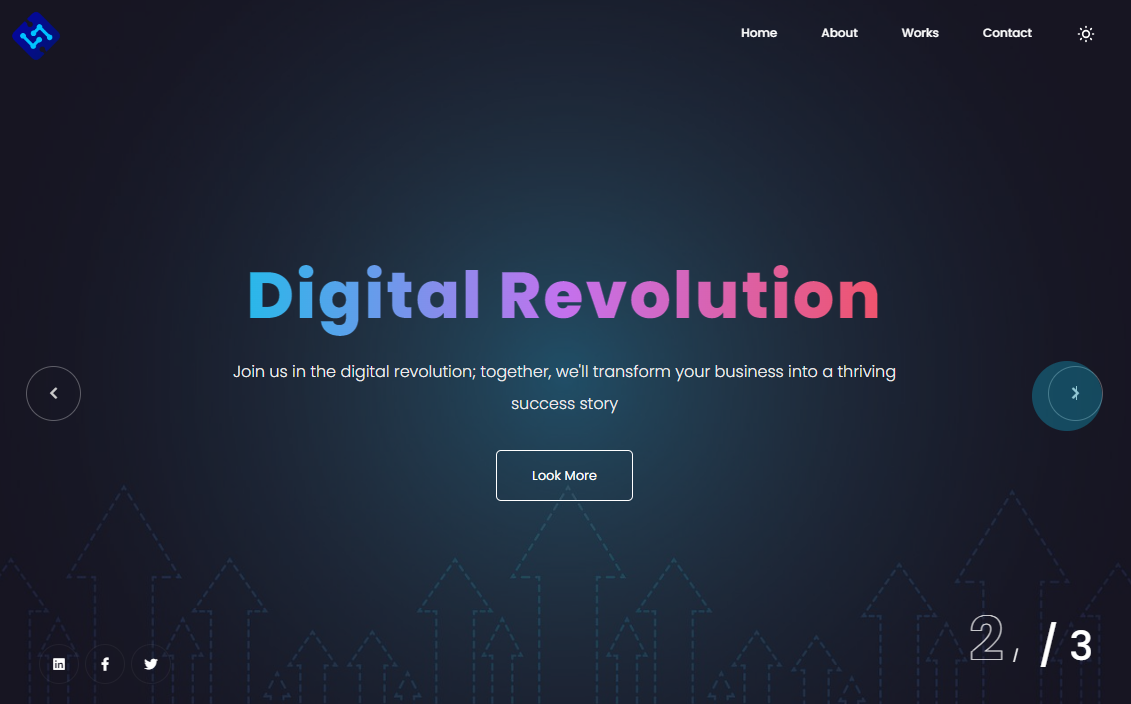 Home About Works Contact
Digital Revolution
Join us in the digital revolution; together, we'll transform your business into a thriving
success story
Look More
2 / / 3